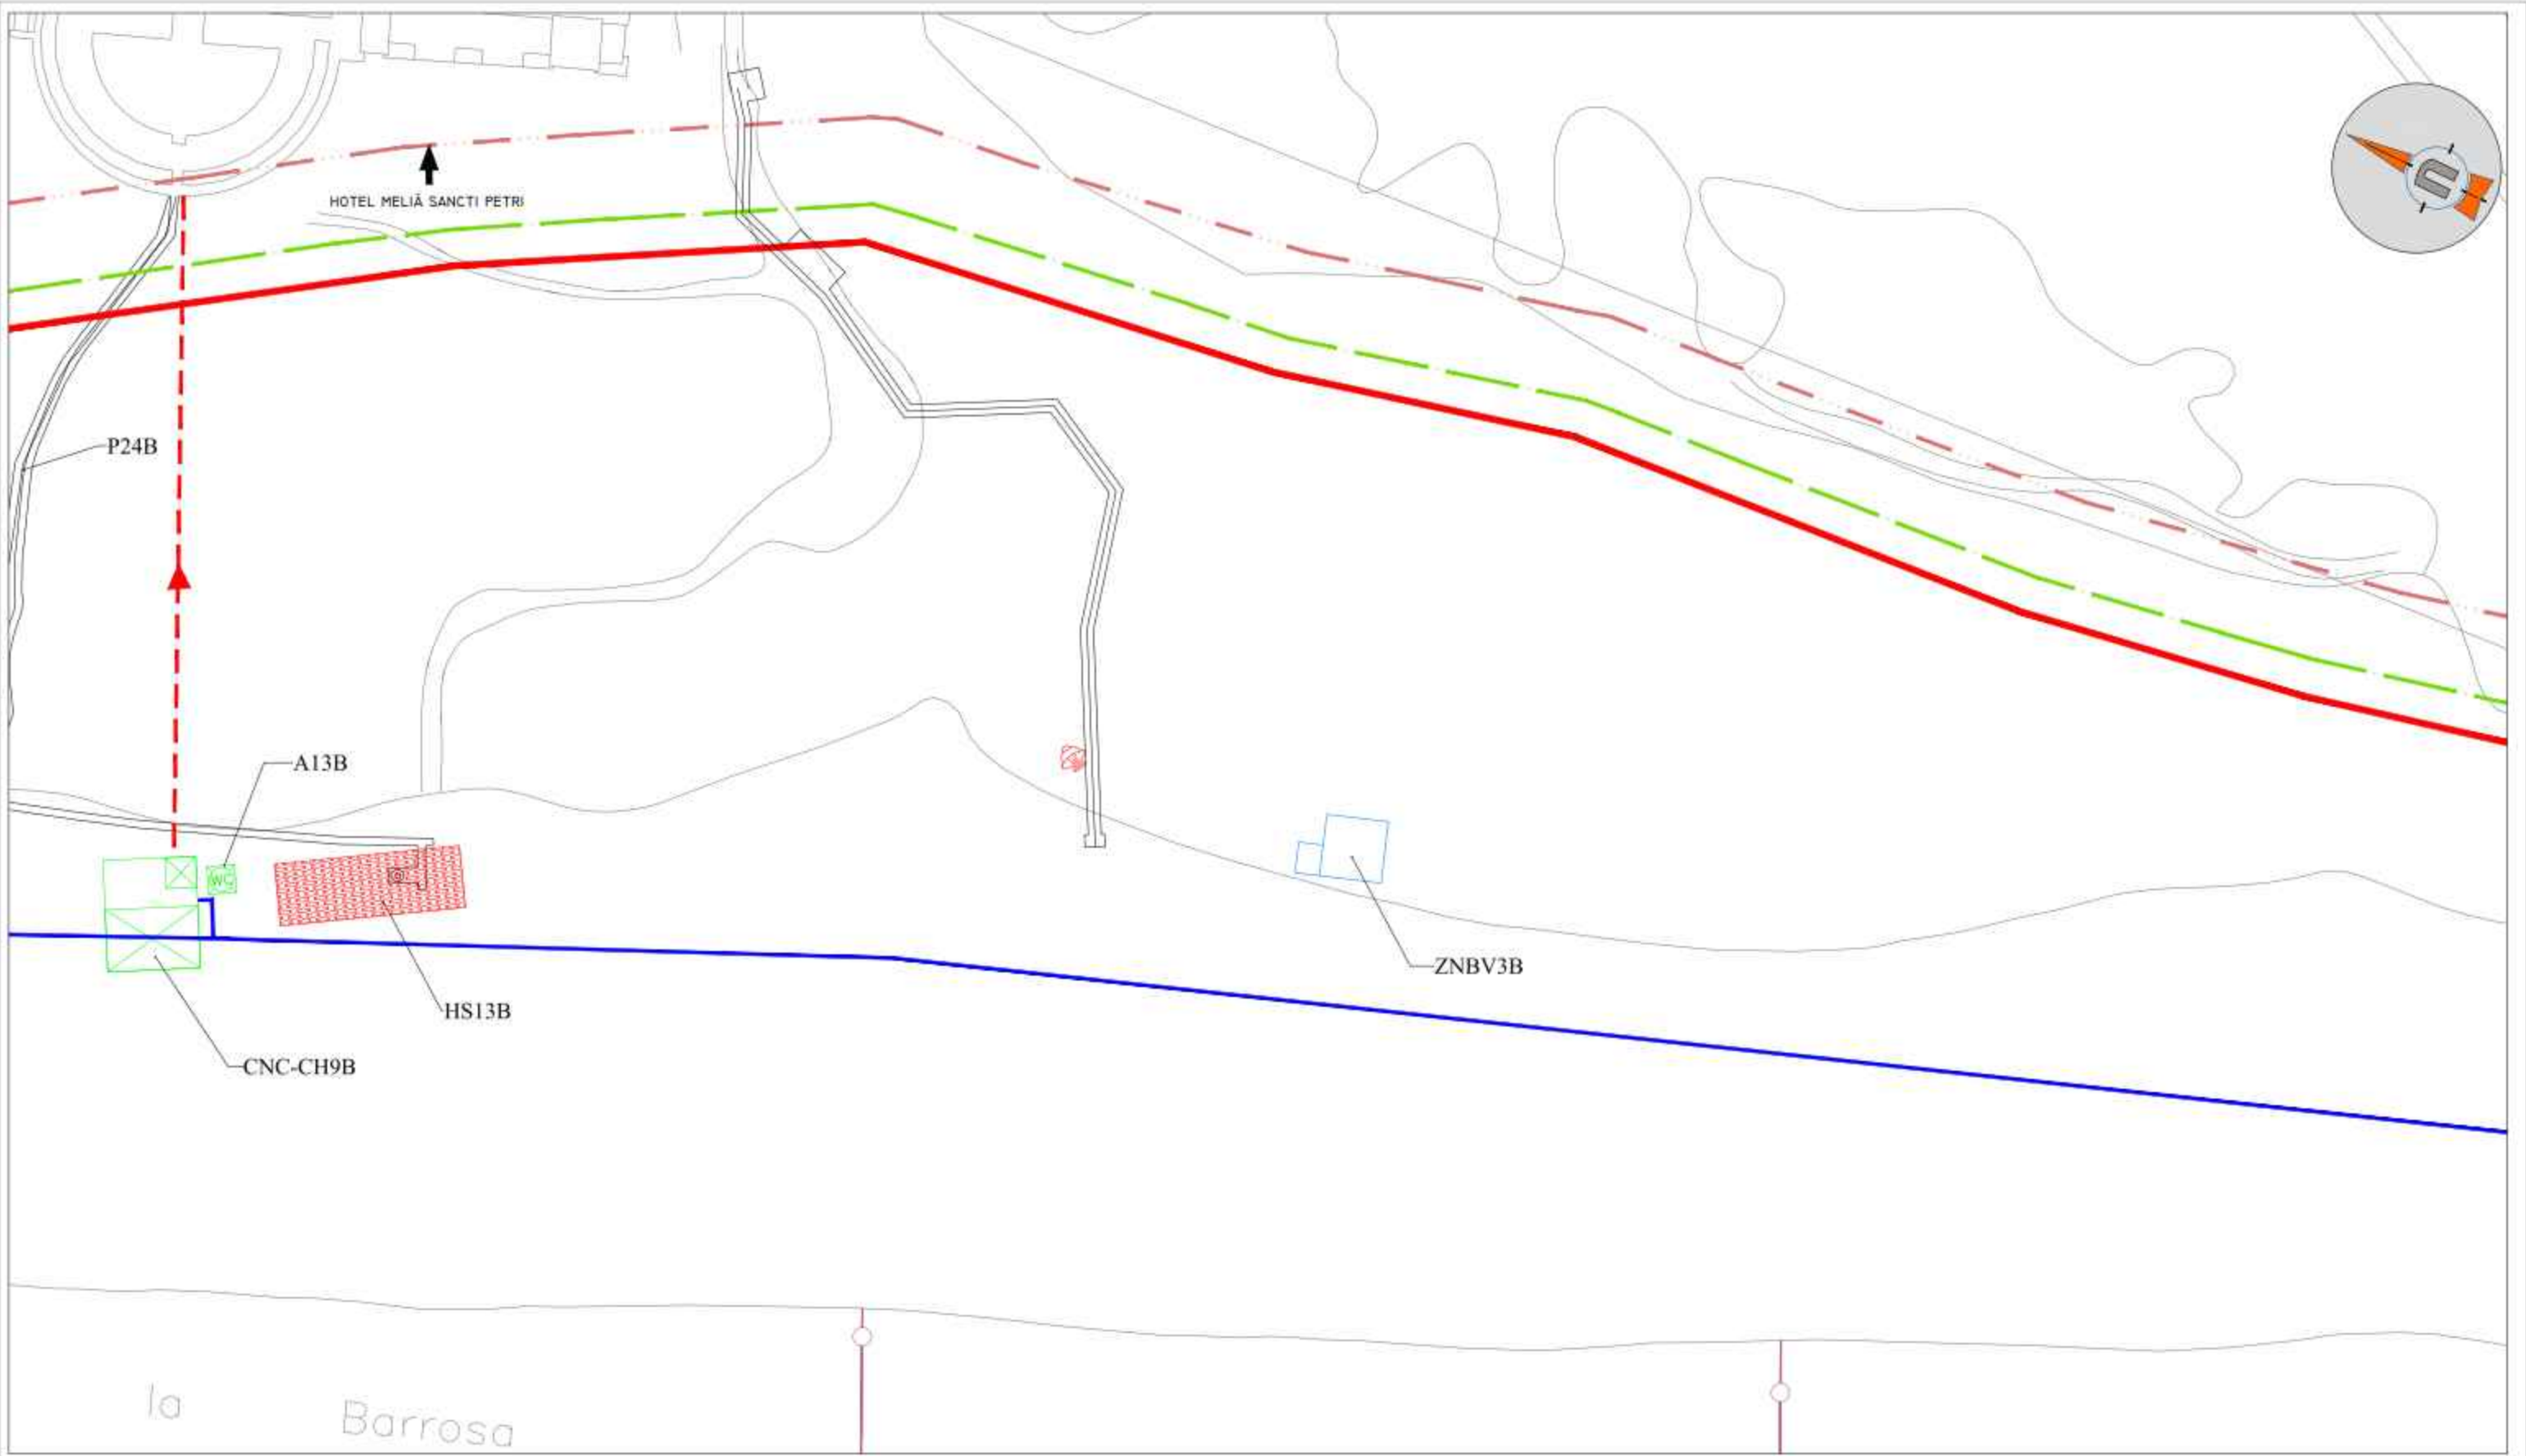 HOTEL MELIÃ SANCTI PETRI
P24B
A13B
WC
ZNBV3B
HS13B
CNC-CH9B
la Barrosa